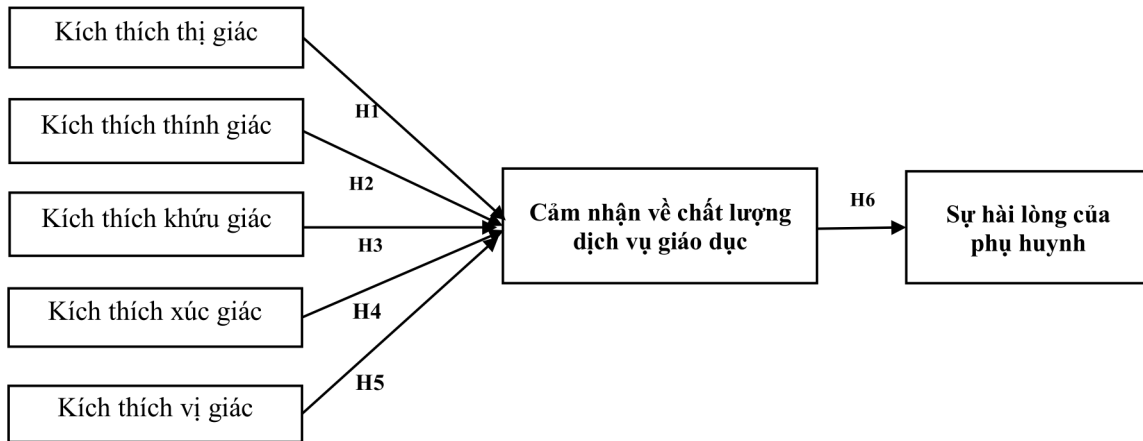 Kích thích thị giác
H1
Kích thích thính giác
H2
Kích thích khứu giác
H3
Kích thích xúc giác
H4
Kích thích vị giác
H5
Cảm nhận về chất lượng
dịch vụ giáo dục
H6
Sự hài lòng của
phụ huynh